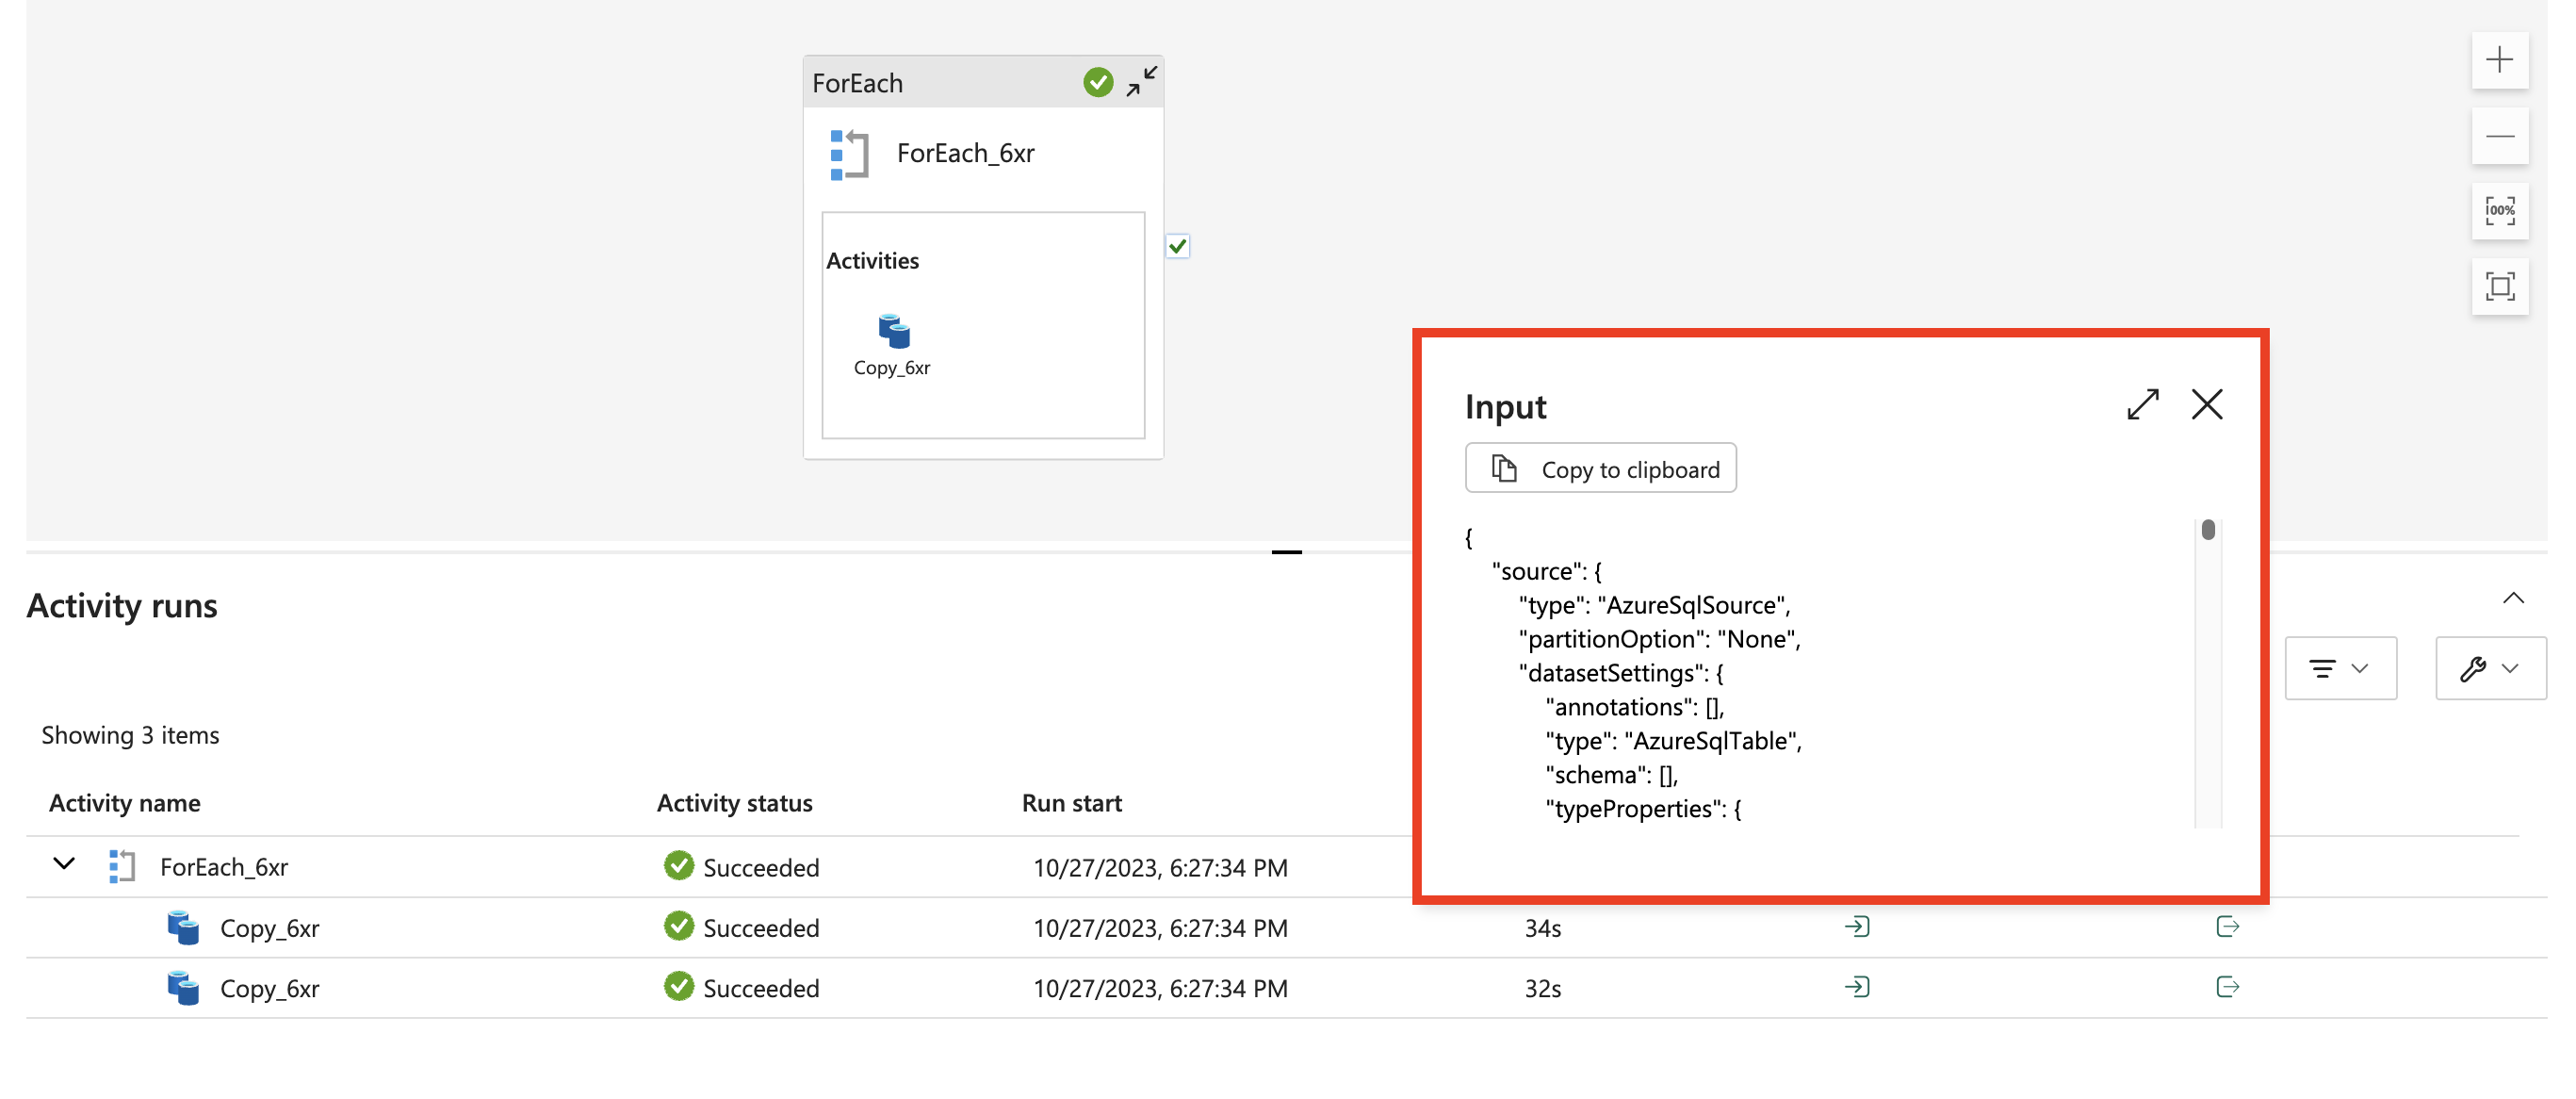 ForEach
ForEach_6xr
Activities
Copy_6xr
100%
Input
Copy to clipboard
{
"source": {
"type": "AzureSqlSource",
"partitionOption": "None",
"datasetSettings": {
"annotations": [],
"type": "AzureSqlTable",
"schema": [],
"typeProperties": {
Activity runs
Showing 3 items
Activity name Activity status Run start
ForEach_6xr Succeeded 10/27/2023, 6:27:34 PM
Copy_6xr Succeeded 10/27/2023, 6:27:34 PM 34s
Copy_6xr Succeeded 10/27/2023, 6:27:34 PM 32s